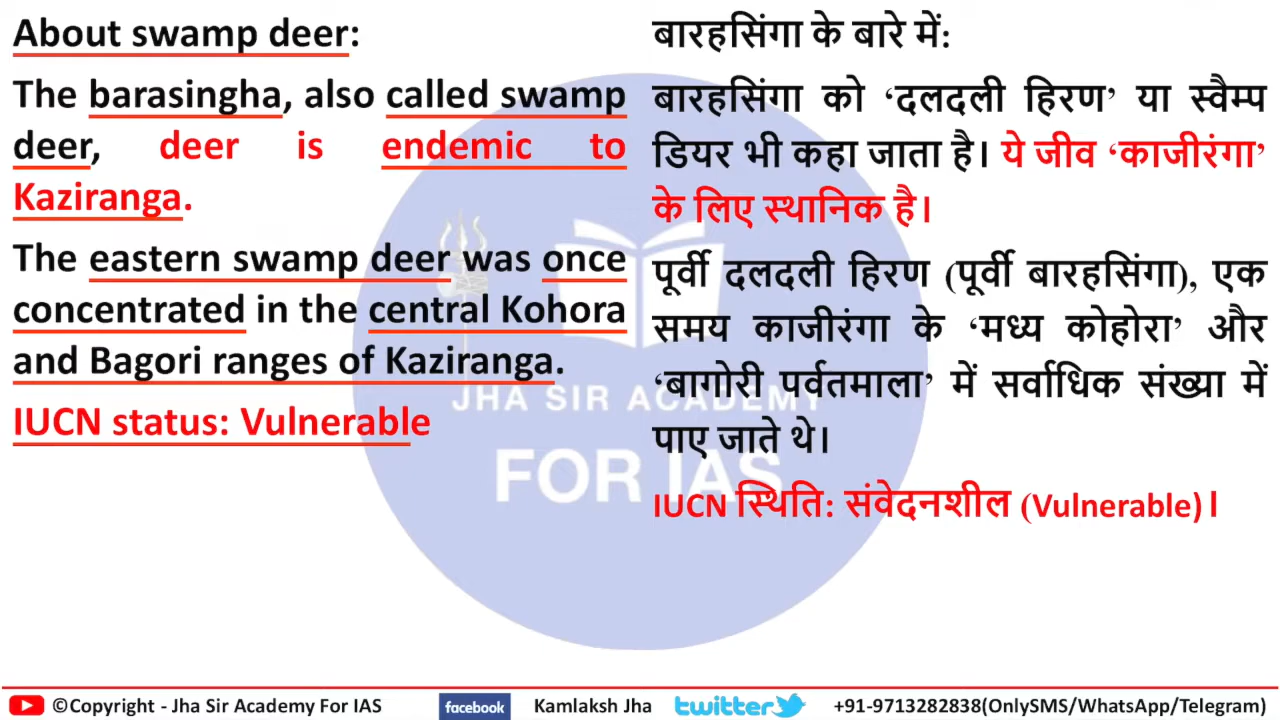 About swamp deer:
The barasingha, also called swamp
deer, deer is endemic to
Kaziranga.
The eastern swamp deer was once
concentrated in the central Kohora
and Bagori ranges of Kaziranga.
IUCN status: Vulnerable
बारहसिंगा के बारे में:
बारहसिंगा को ‘दलदली हिरण’ या स्वैम्प
डियर भी कहा जाता है। ये जीव ‘काजीरंगा’
के लिए स्थानिक है।
पूर्वी दलदली हिरण (पूर्वी बारहसिंगा), एक
समय काजीरंगा के ‘मध्य कोहोरा’ और
‘बागोरी पर्वतमाला’ में सर्वाधिक संख्या में
पाए जाते थे।
IUCN स्थिति: संवेदनशील (Vulnerable)।
JHA SIR ACADEMY
FOR IAS
©Copyright - Jha Sir Academy For IAS facebook Kamlaksh Jha twitter +91-9713282838(OnlySMS/WhatsApp/Telegram)